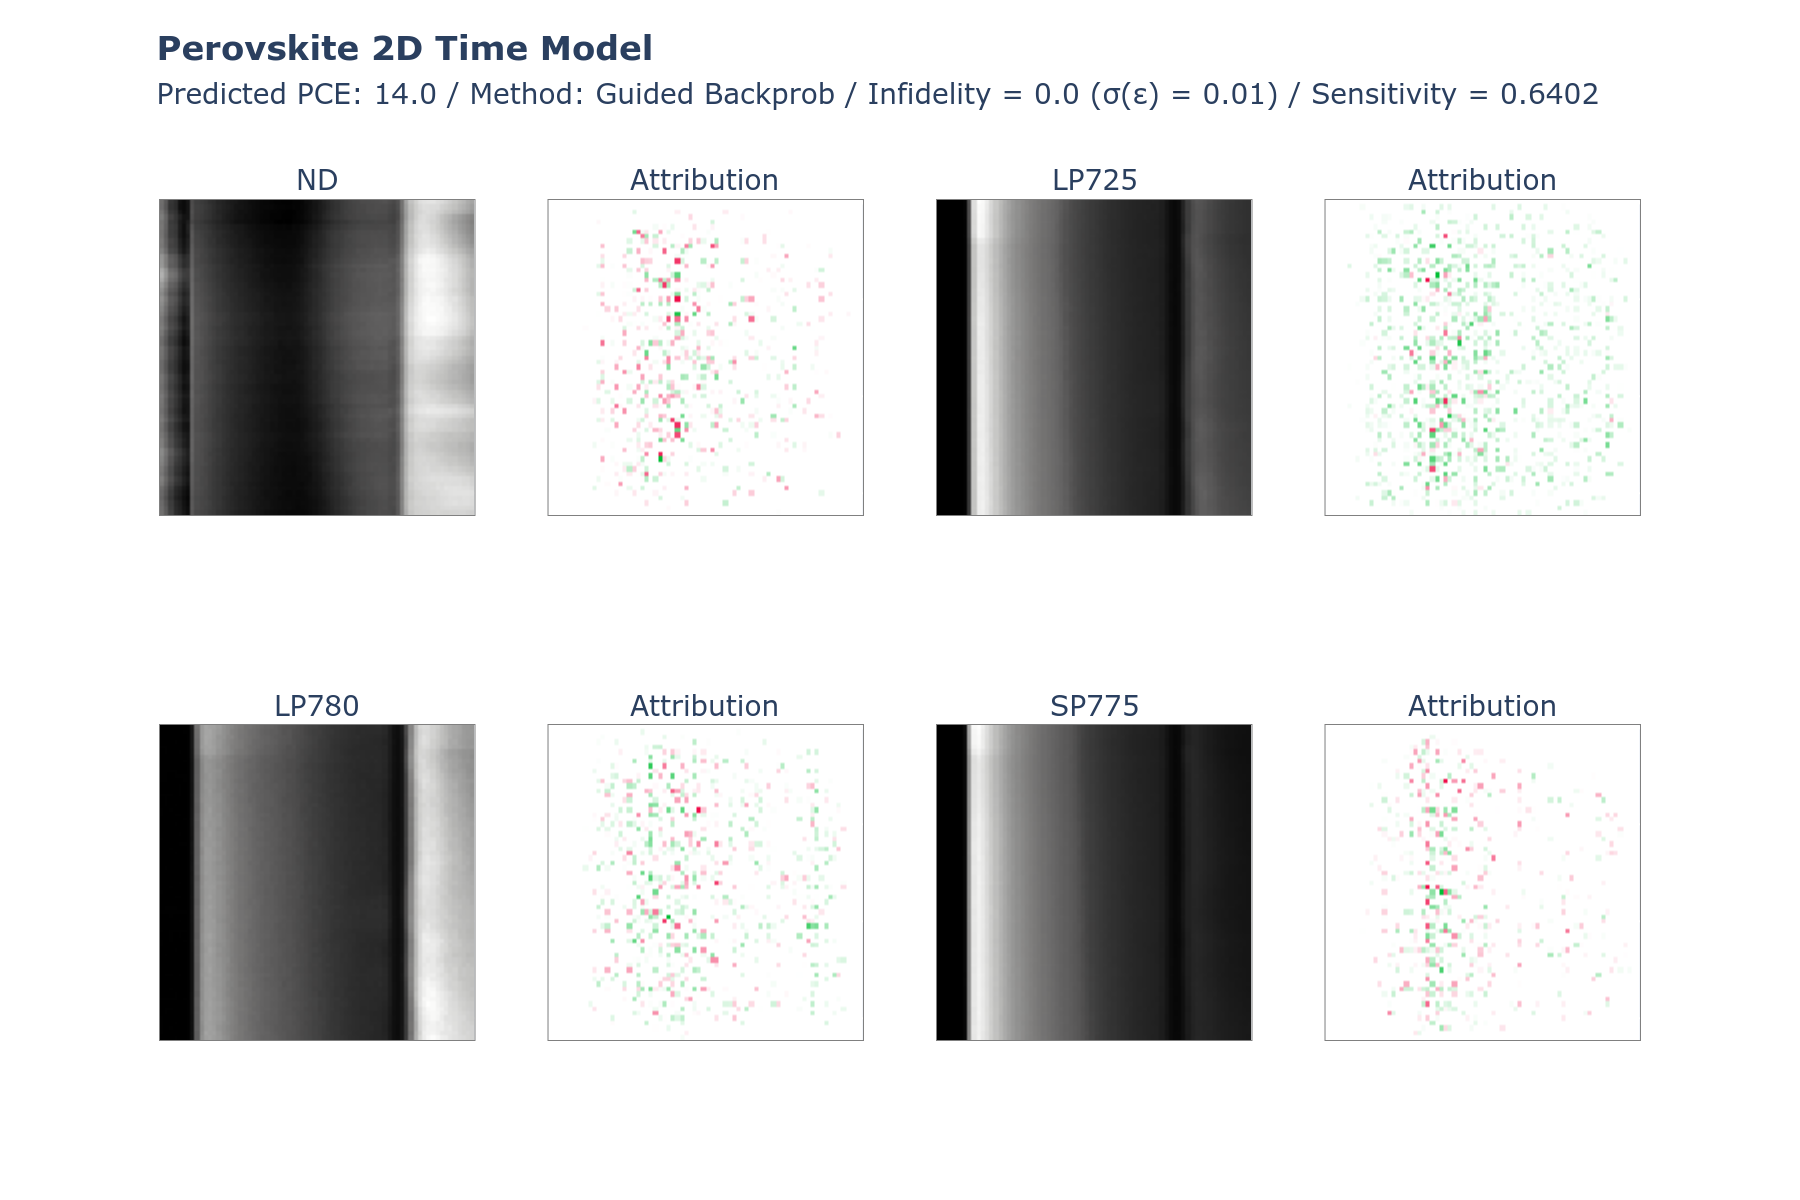 Perovskite 2D Time Model
Predicted PCE: 14.0 / Method: Guided Backprob / Infidelity = 0.0 (σ(ε) = 0.01) / Sensitivity = 0.6402
ND Attribution LP725 Attribution
LP780 Attribution SP775 Attribution